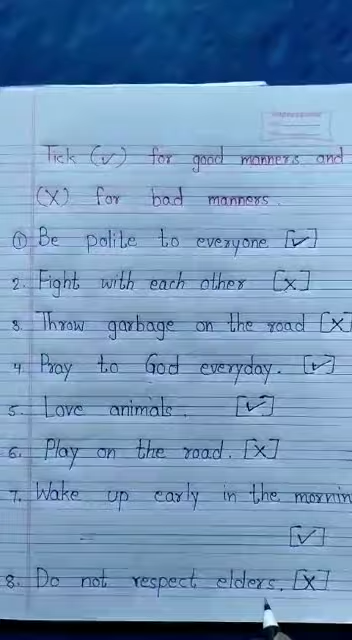 Tick (✓) for good manners and
(X) for bad manners.
① Be polite to everyone [✓]
2. Fight with each other [X]
3. Throw garbage on the road [X]
4. Pray to God everyday. [✓]
5. Love animals. [✓]
6. Play on the road. [X]
7. Wake up early in the mornin
[✓]
8. Do not respect elders. [X]